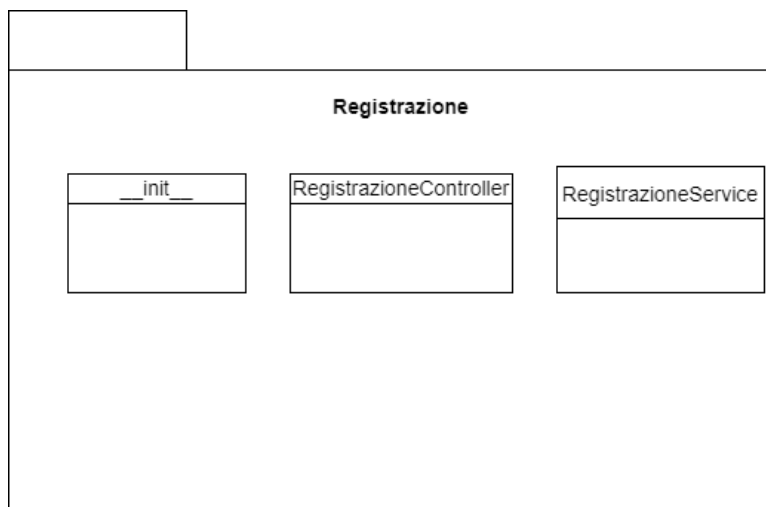 Registrazione
__init__
RegistrazioneController
RegistrazioneService